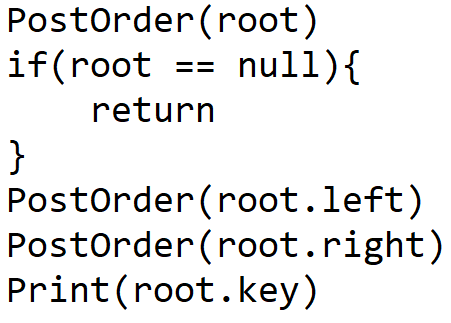 PostOrder(root)
if(root == null){
    return
}
PostOrder(root.left)
PostOrder(root.right)
Print(root.key)